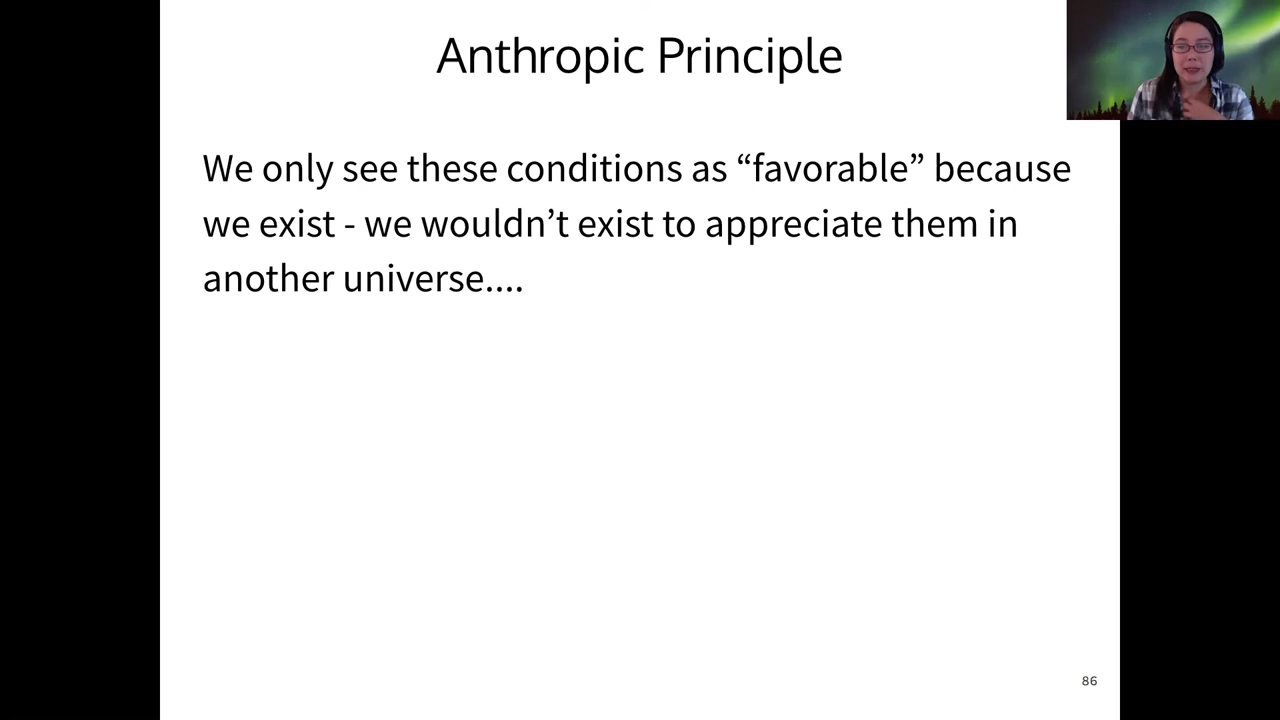 Anthropic Principle
We only see these conditions as “favorable” because
we exist - we wouldn’t exist to appreciate them in
another universe....
86